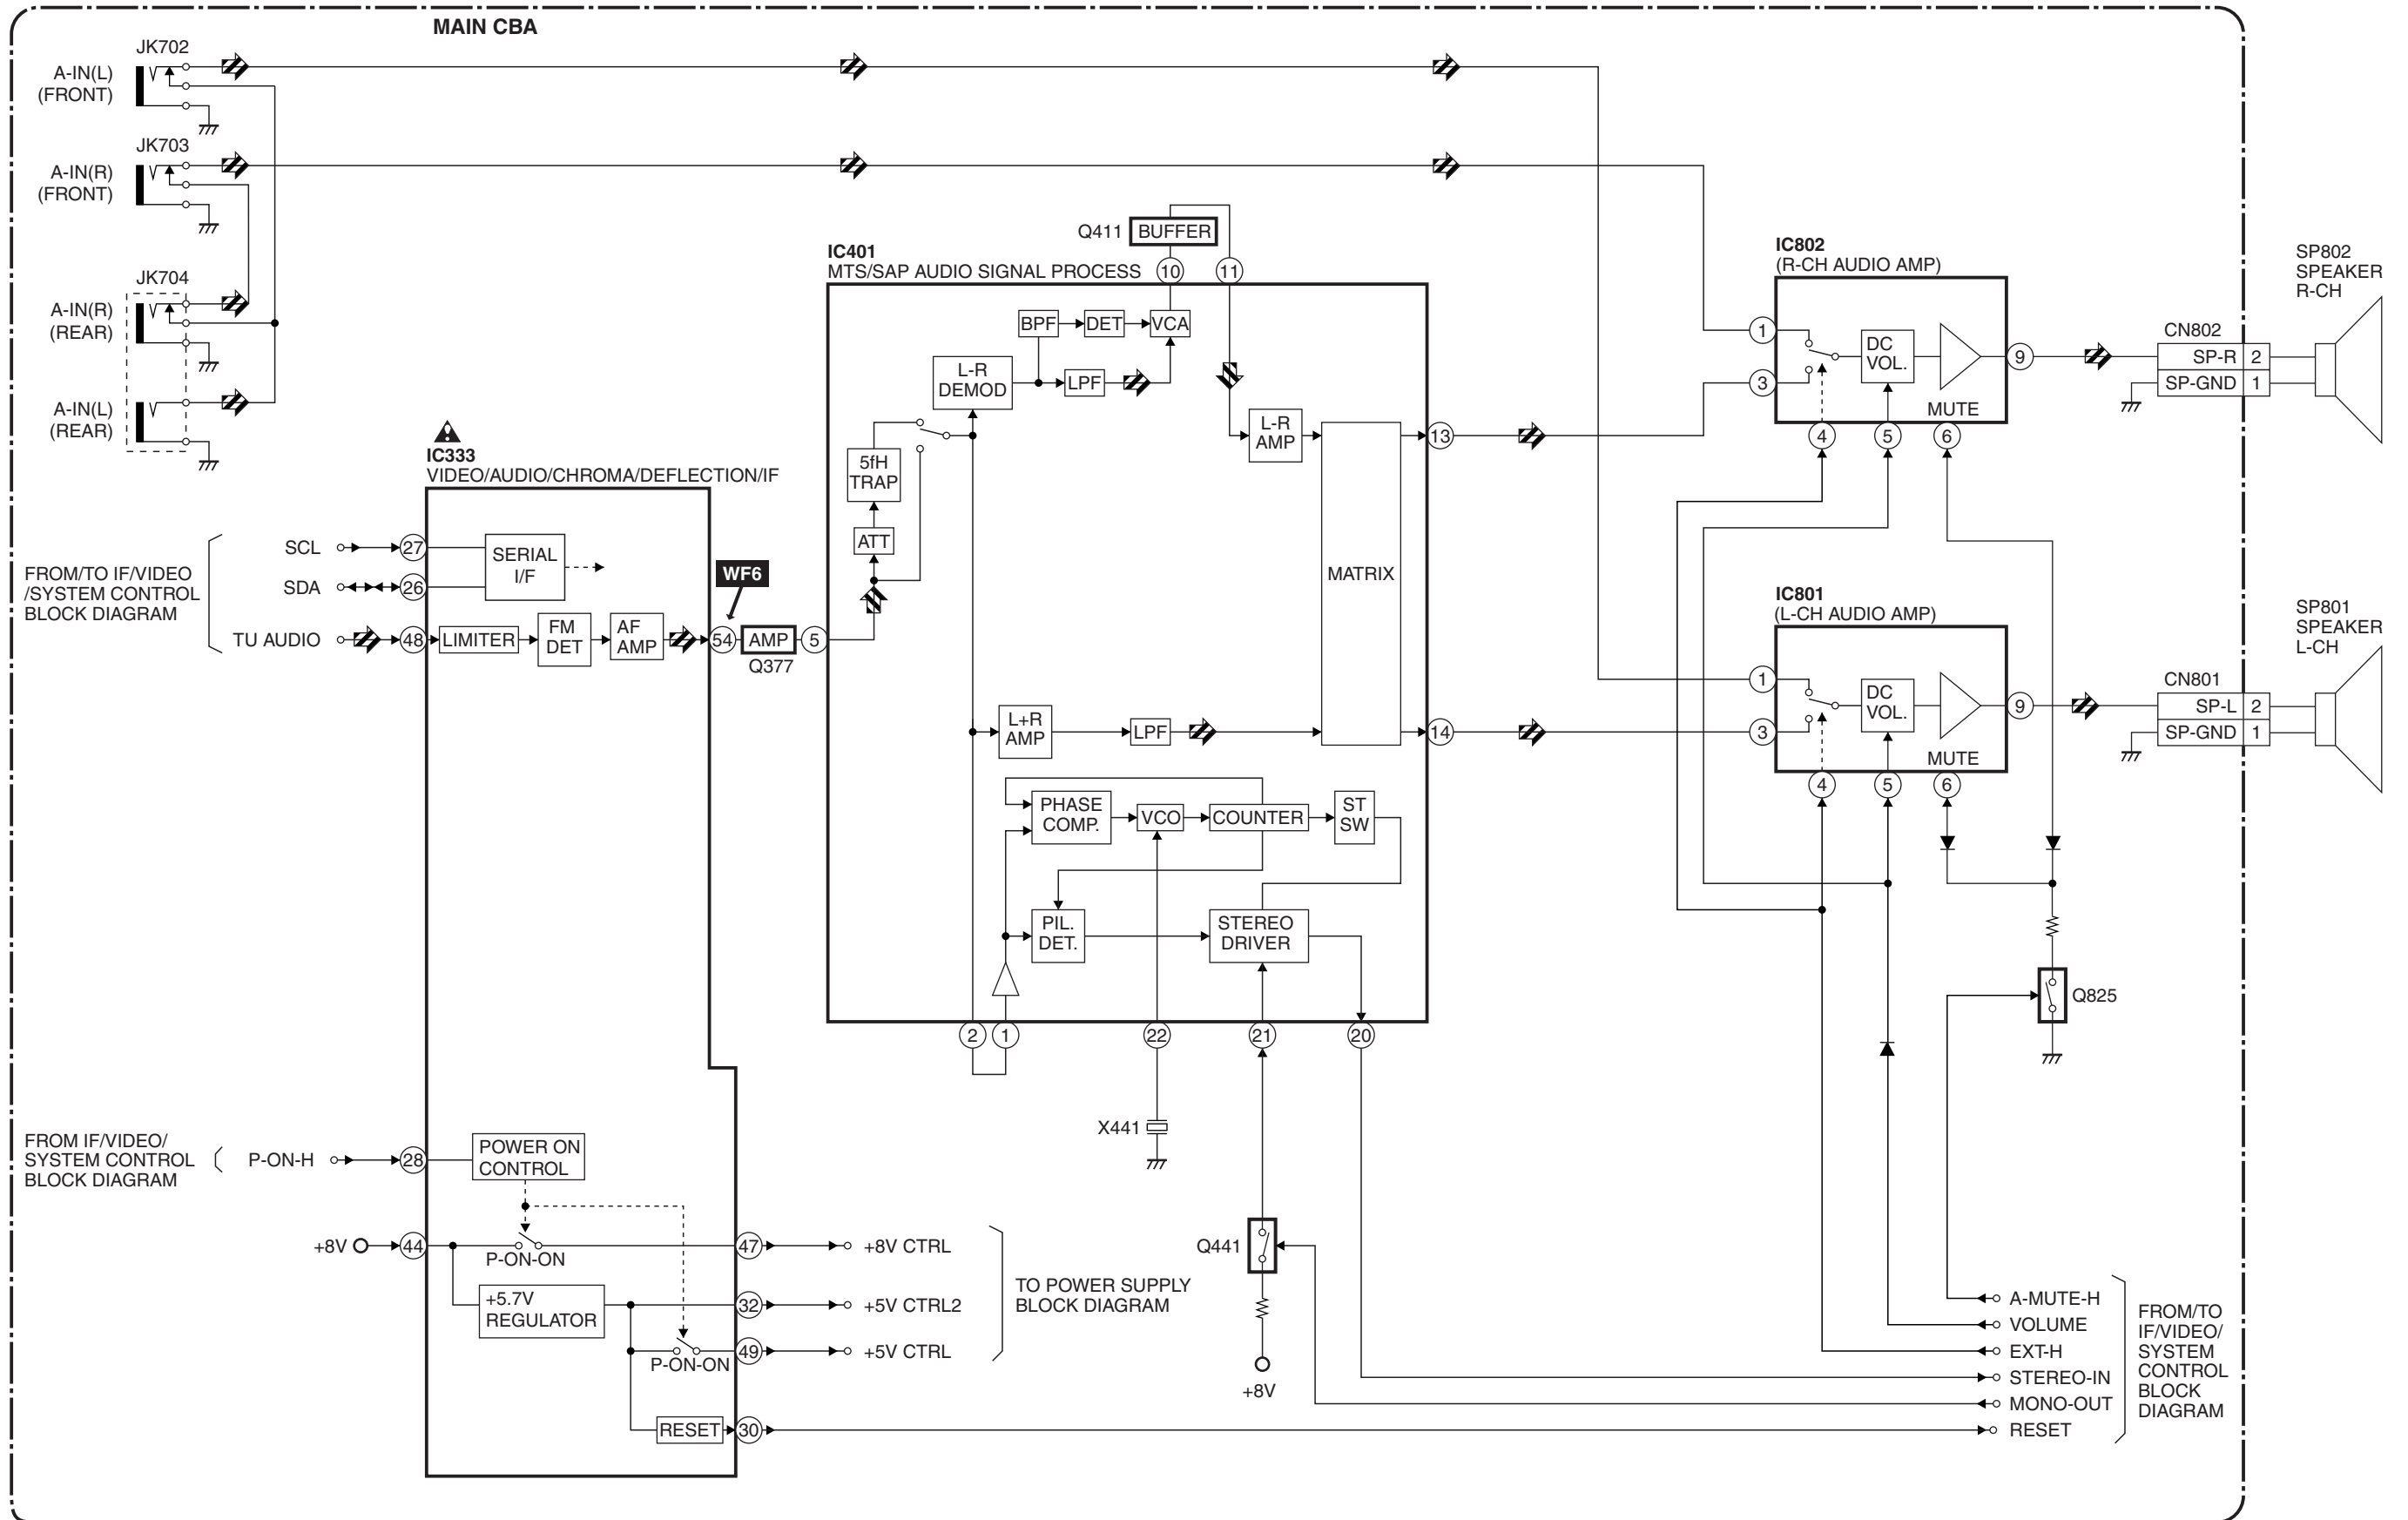 MAIN CBA
JK702
A-IN(L)
(FRONT)
JK703
A-IN(R)
(FRONT)
JK704
A-IN(R)
(REAR)
A-IN(L)
(REAR)
IC333
VIDEO/AUDIO/CHROMA/DEFLECTION/IF
FROM/TO IF/VIDEO
/SYSTEM CONTROL
BLOCK DIAGRAM
SCL
27
SDA
26
TU AUDIO
48
SERIAL
I/F
LIMITER
FM
DET
AF
AMP
54
WF6
AMP
Q377
5
FROM IF/VIDEO/
SYSTEM CONTROL
BLOCK DIAGRAM
P-ON-H
28
POWER ON
CONTROL
+8V
44
P-ON-ON
+5.7V
REGULATOR
P-ON-ON
RESET
47
+8V CTRL
32
+5V CTRL2
49
+5V CTRL
30
TO POWER SUPPLY
BLOCK DIAGRAM
IC401
MTS/SAP AUDIO SIGNAL PROCESS
Q411
BUFFER
10
11
BPF
DET
VCA
L-R
DEMOD
LPF
5fH
TRAP
ATT
L-R
AMP
MATRIX
13
14
L+R
AMP
LPF
PHASE
COMP.
VCO
COUNTER
ST
SW
PIL.
DET.
STEREO
DRIVER
2
1
22
21
20
X441
Q441
+8V
IC802
(R-CH AUDIO AMP)
1
3
DC
VOL.
MUTE
4
5
6
9
CN802
SP-R
2
SP-GND
1
SP802
SPEAKER
R-CH
IC801
(L-CH AUDIO AMP)
1
3
DC
VOL.
MUTE
4
5
6
9
CN801
SP-L
2
SP-GND
1
SP801
SPEAKER
L-CH
Q825
A-MUTE-H
VOLUME
EXT-H
STEREO-IN
MONO-OUT
RESET
FROM/TO
IF/VIDEO/
SYSTEM
CONTROL
BLOCK
DIAGRAM